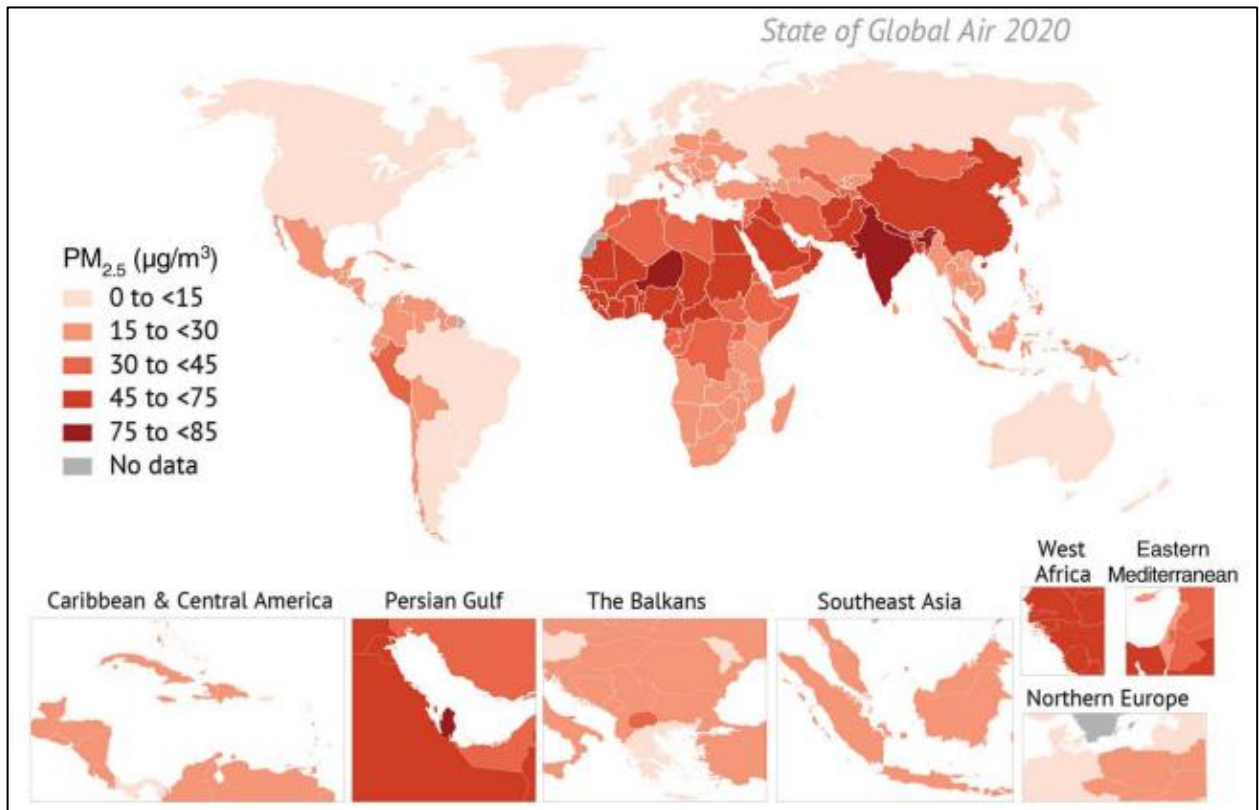 State of Global Air 2020
PM2.5 (µg/m³)
0 to <15
15 to <30
30 to <45
45 to <75
75 to <85
No data
West
Africa
Eastern
Mediterranean
Caribbean & Central America
Persian Gulf
The Balkans
Southeast Asia
Northern Europe